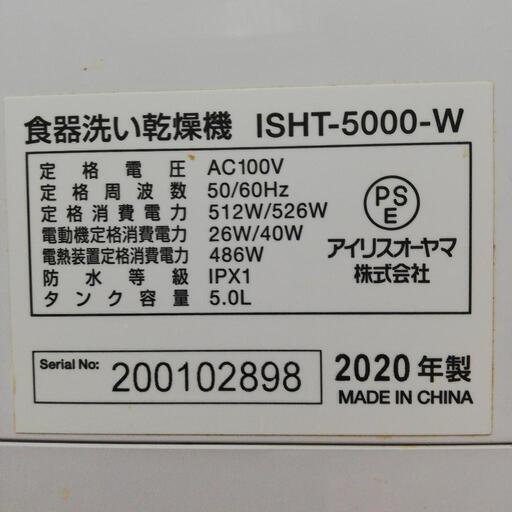 食器洗い乾燥機 ISHT-5000-W
定格電圧 AC100V
定格周波数 50/60Hz
定格消費電力 512W/526W
電動機定格消費電力 26W/40W
電熱装置定格消費電力 486W
防水等級 IPX1
タンク容量 5.0L
PS
E
アイリスオーヤマ
株式会社
Serial No: 200102898
2020年製
MADE IN CHINA